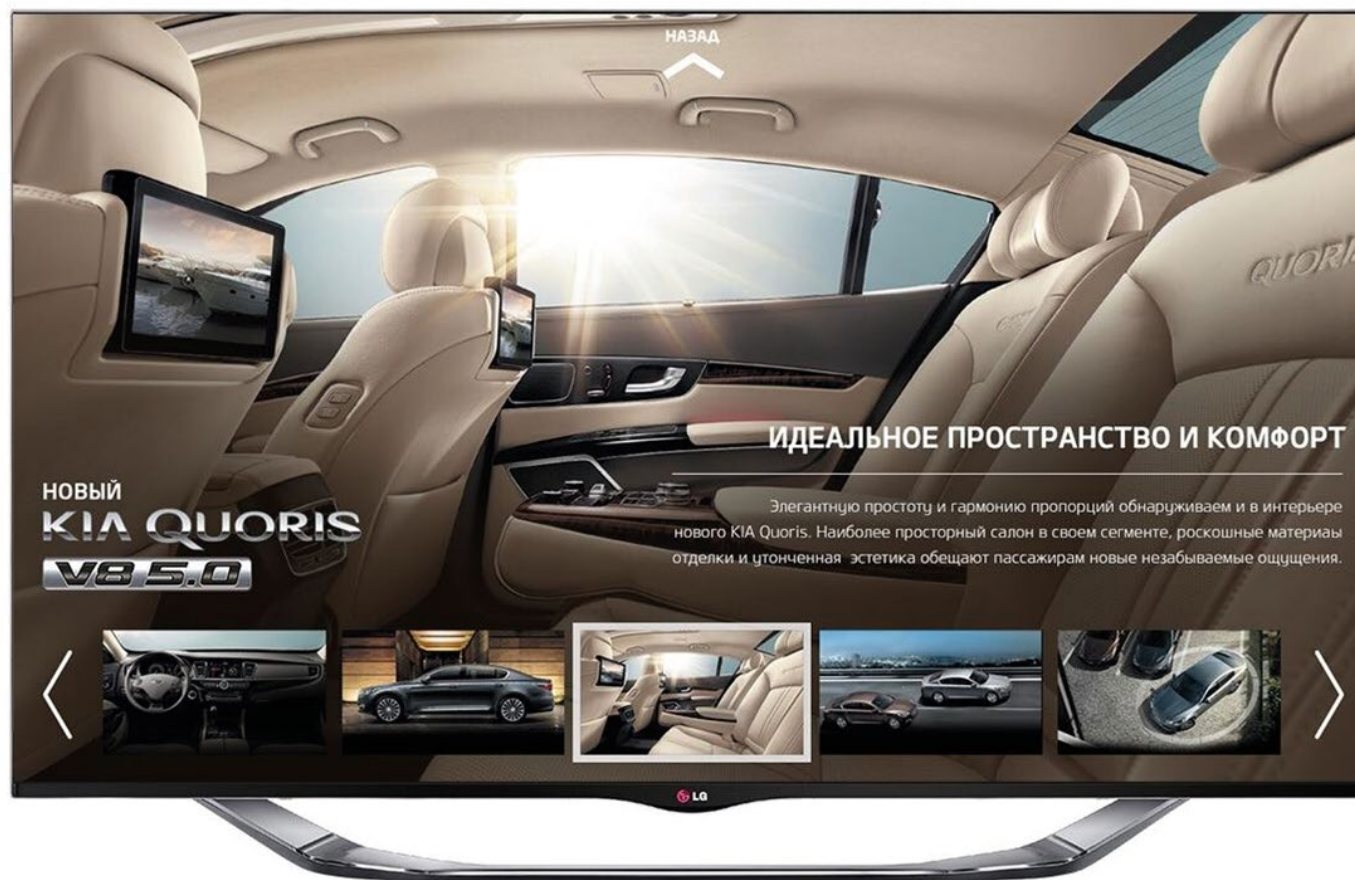 НАЗАД
QUORIS
ИДЕАЛЬНОЕ ПРОСТРАНСТВО И КОМФОРТ
Элегантную простоту и гармонию пропорций обнаруживаем и в интерьере
нового KIA Quoris. Наиболее просторный салон в своем сегменте, роскошные материаы
отделки и утонченная эстетика обещают пассажирам новые незабываемые ощущения.
НОВЫЙ
KIA QUORIS
V8 5.0
LG